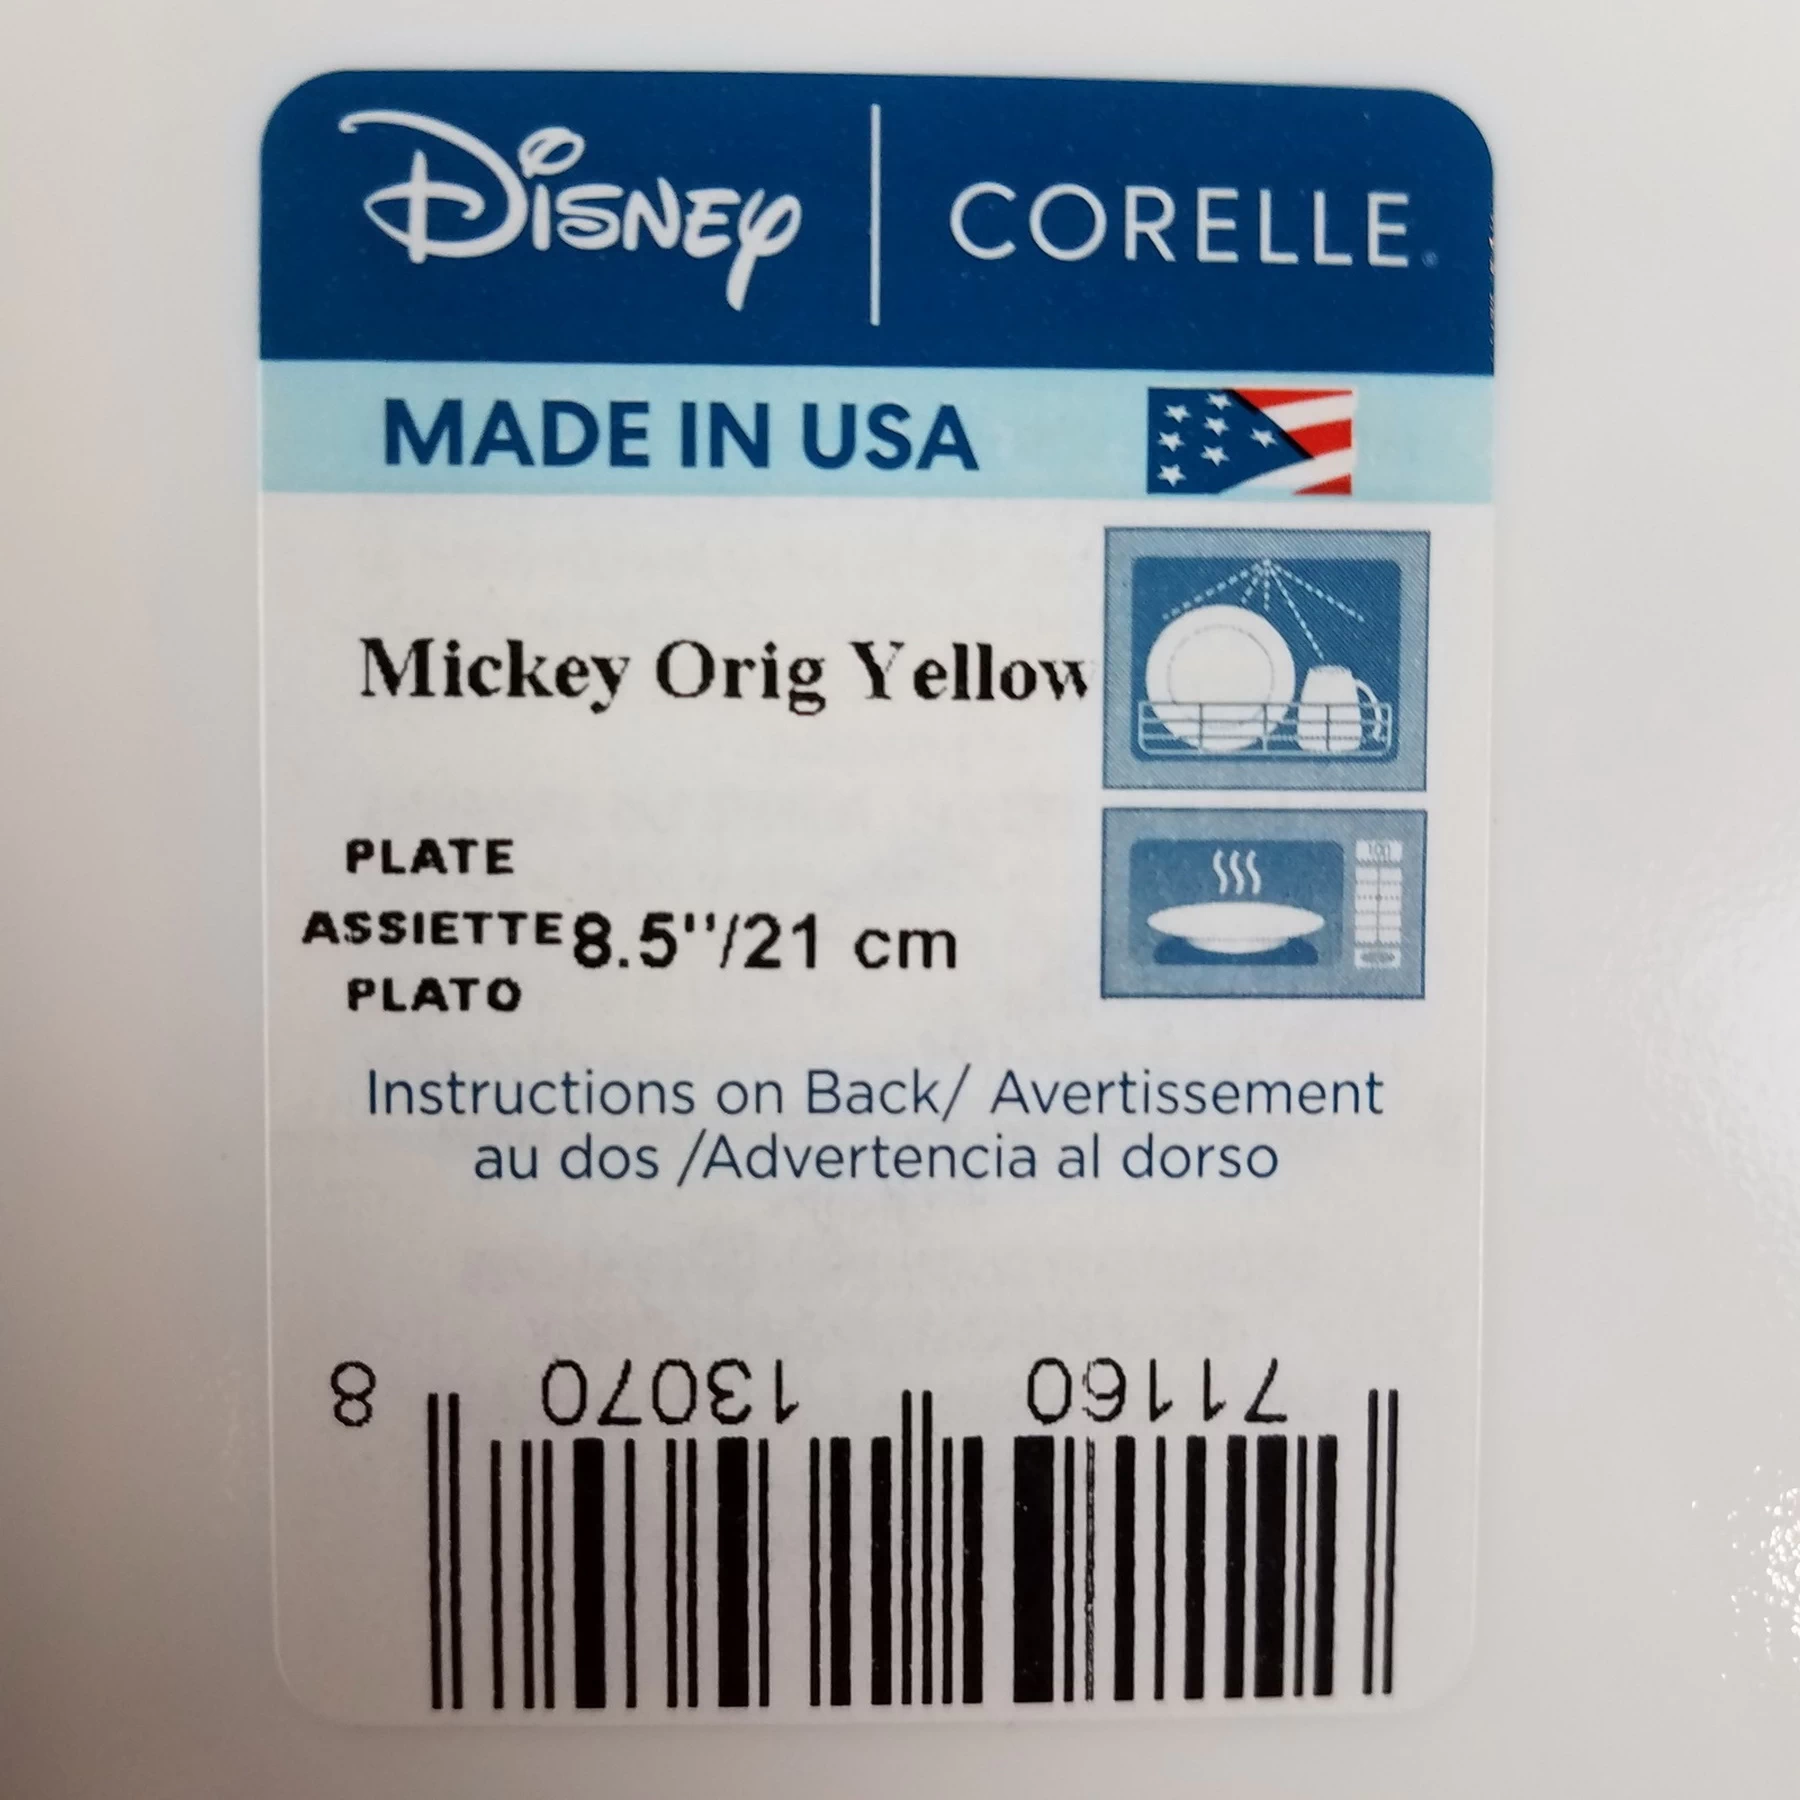 Disney | CORELLE®
MADE IN USA
Mickey Orig Yellow
PLATE
ASSIETTE 8.5"/21 cm
PLATO
Instructions on Back/ Avertissement
au dos /Advertencia al dorso
71160 13070 8